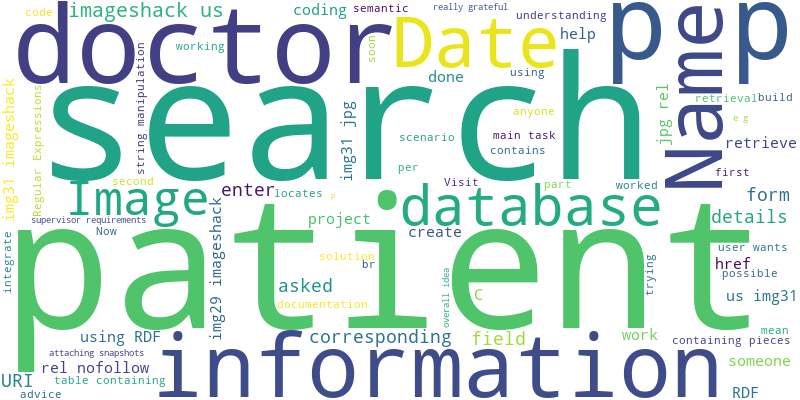 code
imageshack us
coding
semantic
really grateful
understanding
doctor
Date
p
p
Name
working
soon
help
string manipulation
done
using
search
img31 imageshack
Regular Expressions
img31 jpg
jpg rel
retrieval
build
anyone
e g
scenario
main task
contains
retrieve
second
Image
enter
locates
per
p
Visit
part
worked
first
form
supervisor requirements
Now
project
database
create
details
integrate
img29 imageshack
patient
solution
br
overall idea
trying
user wants
href
possible
asked
documentation
C
us img31
using RDF
corresponding
field
work
containing pieces
mean
attaching snapshots
rel nofollow
information
someone
URI
table containing
advice
RDF